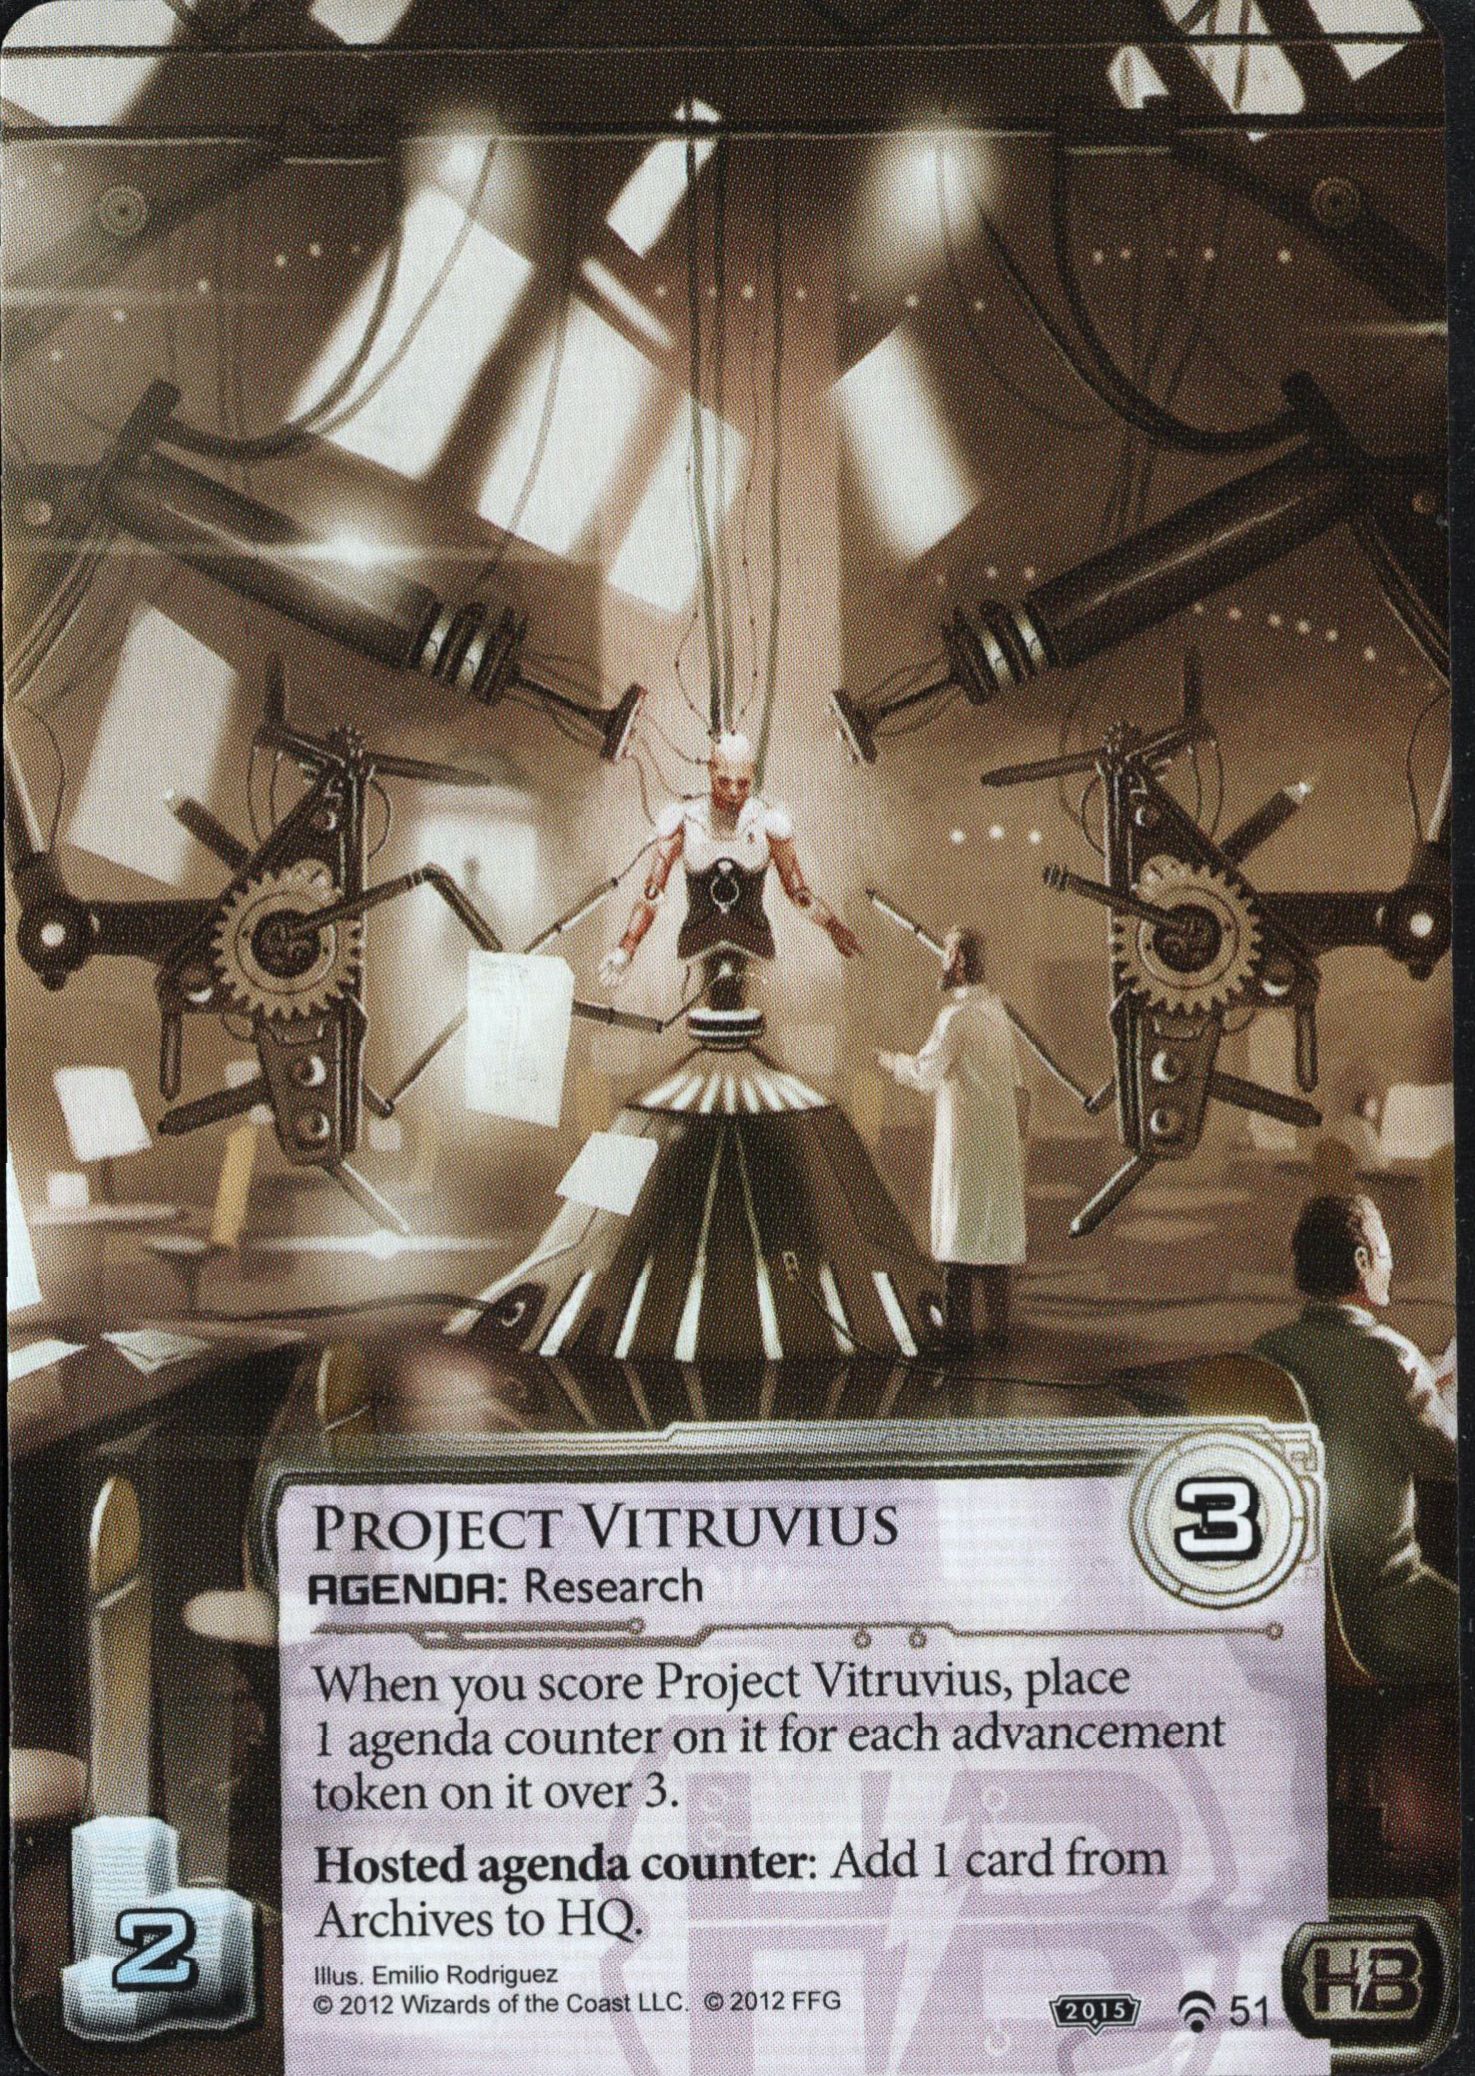 PROJECT VITRUVIUS
3
AGENDA: Research
When you score Project Vitruvius, place
1 agenda counter on it for each advancement
token on it over 3.
Hosted agenda counter: Add 1 card from
Archives to HQ.
2
Illus. Emilio Rodriguez
© 2012 Wizards of the Coast LLC. © 2012 FFG
2015
51
HB
HB